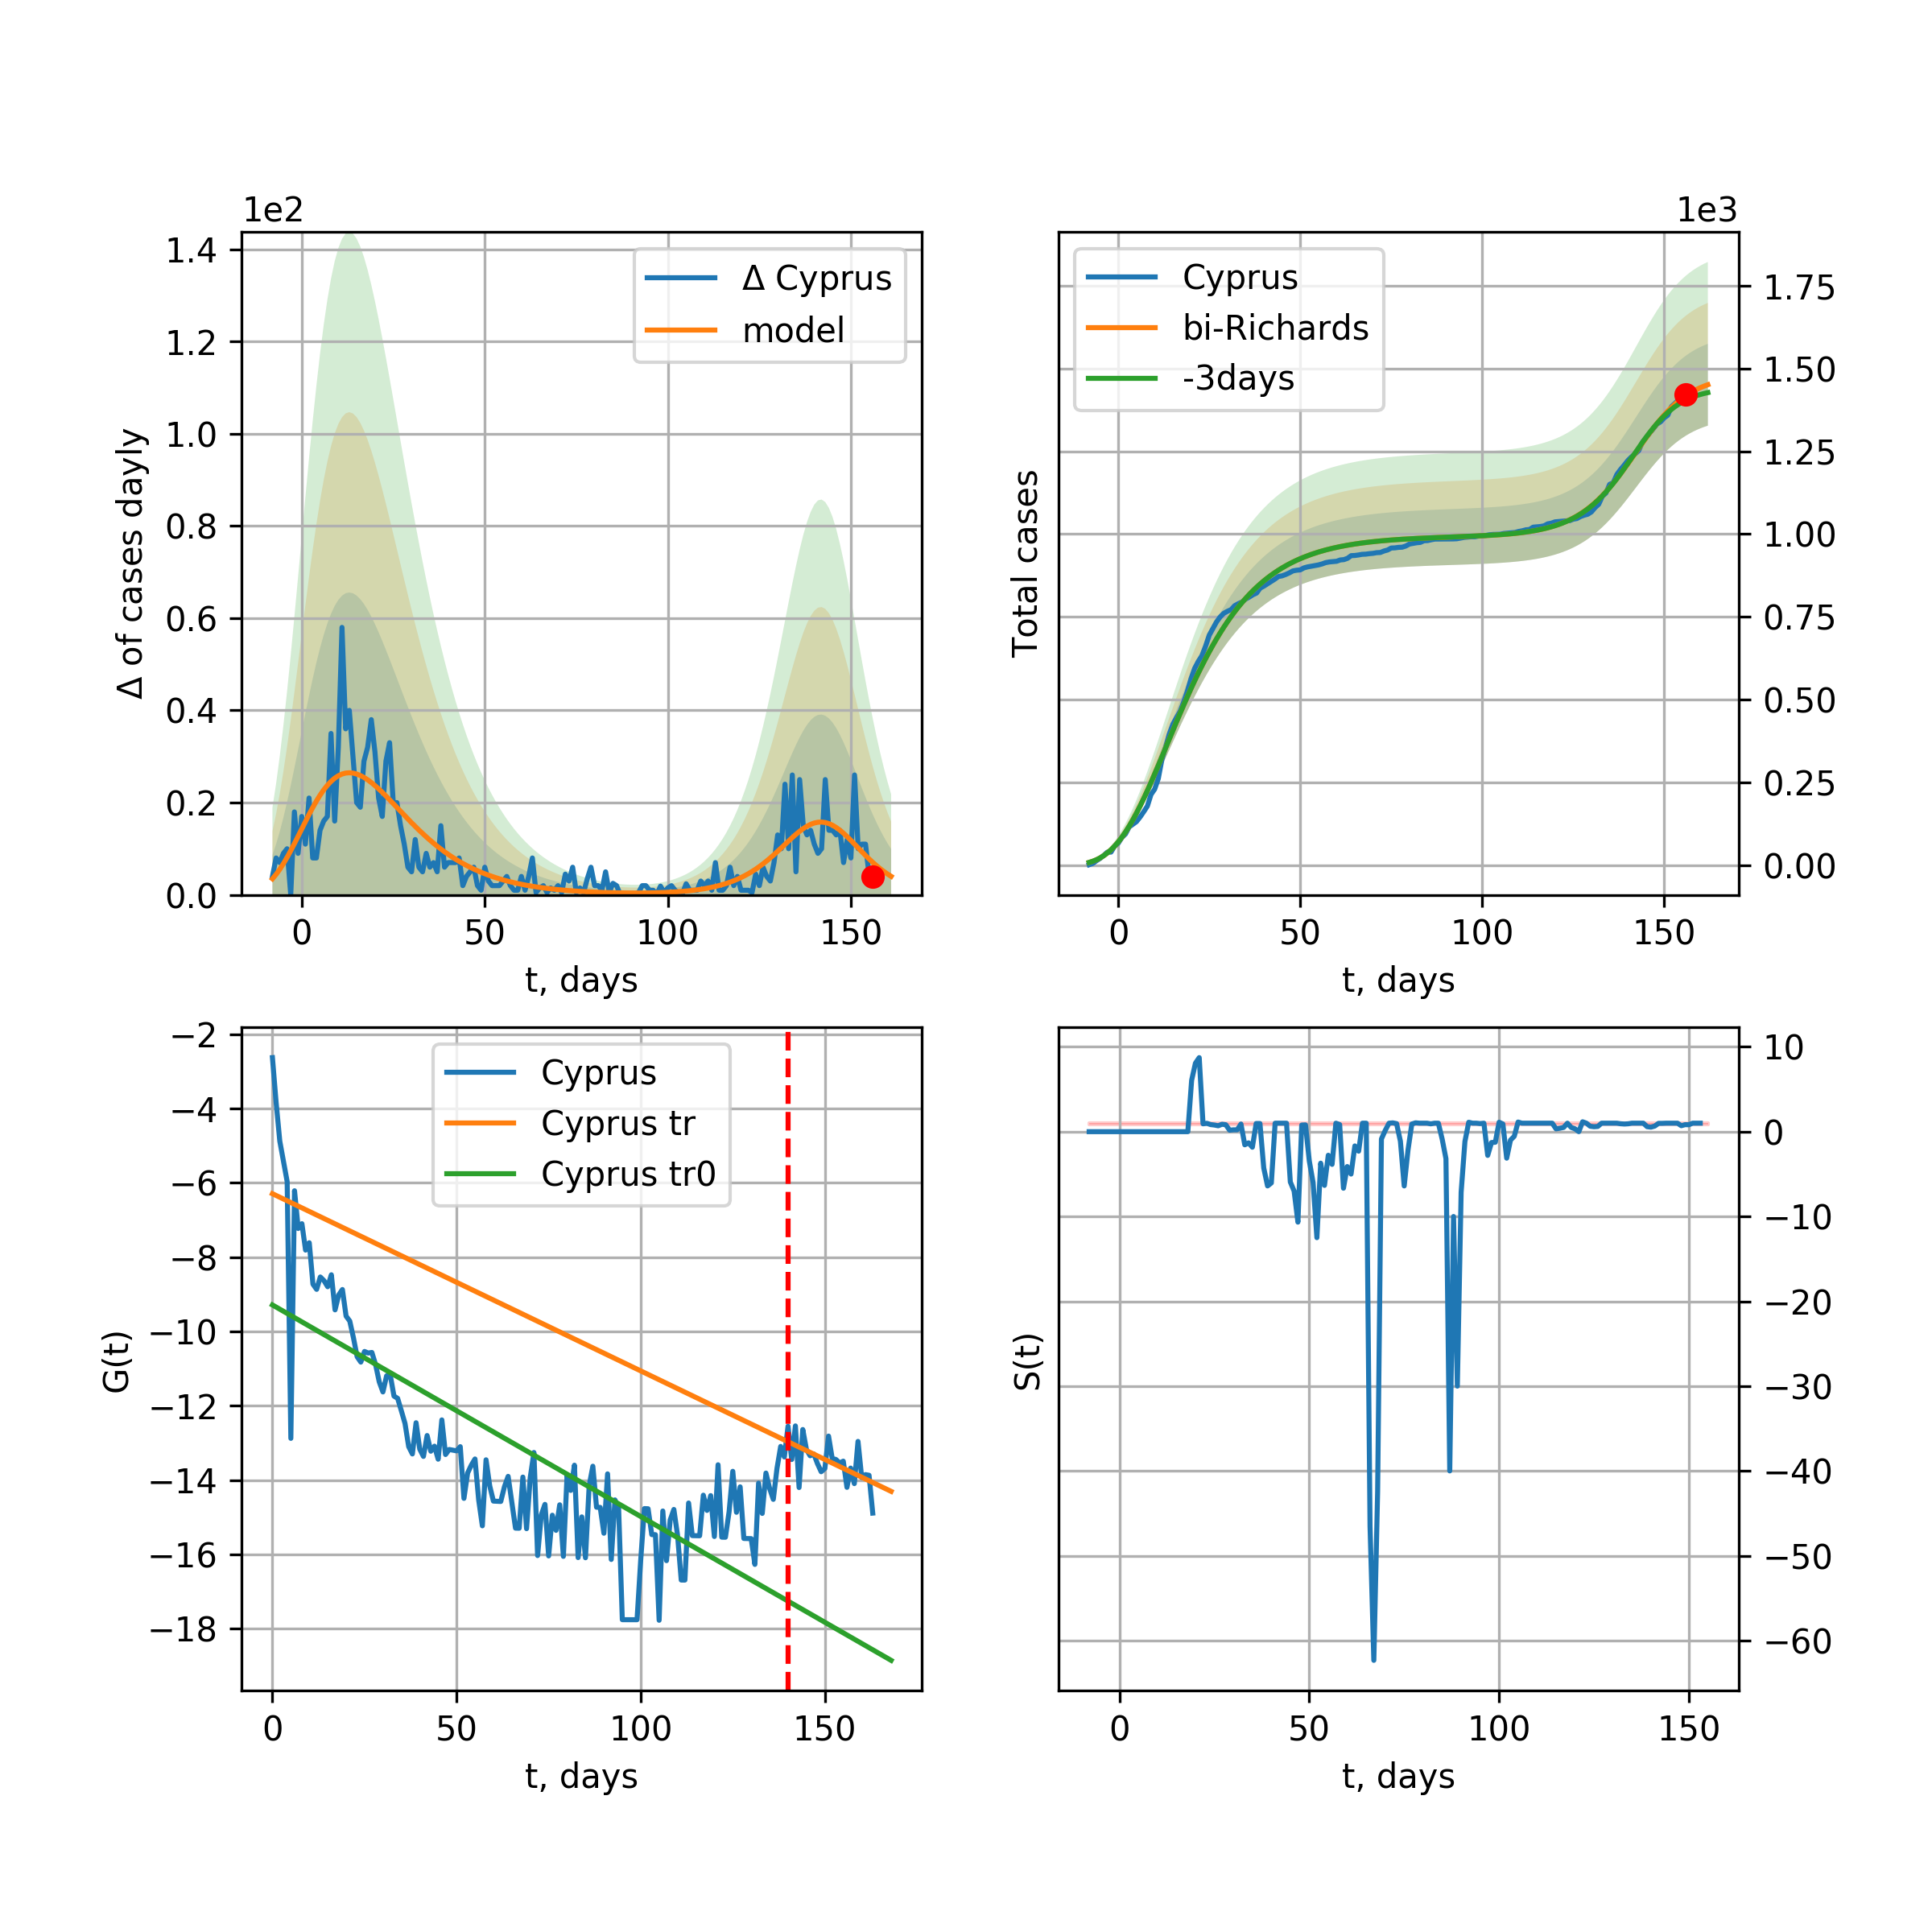 1e2
1.4
1.2
1.0
0.8
0.6
0.4
0.2
0.0
Δ of cases dayly
Δ Cyprus
model
0 50 100 150
t, days
1e3
Cyprus
bi-Richards
-3days
Total cases
1.75
1.50
1.25
1.00
0.75
0.50
0.25
0.00
0 50 100 150
t, days
−2
−4
−6
−8
−10
−12
−14
−16
−18
G(t)
Cyprus
Cyprus tr
Cyprus tr0
0 50 100 150
t, days
S(t)
10
0
−10
−20
−30
−40
−50
−60
0 50 100 150
t, days